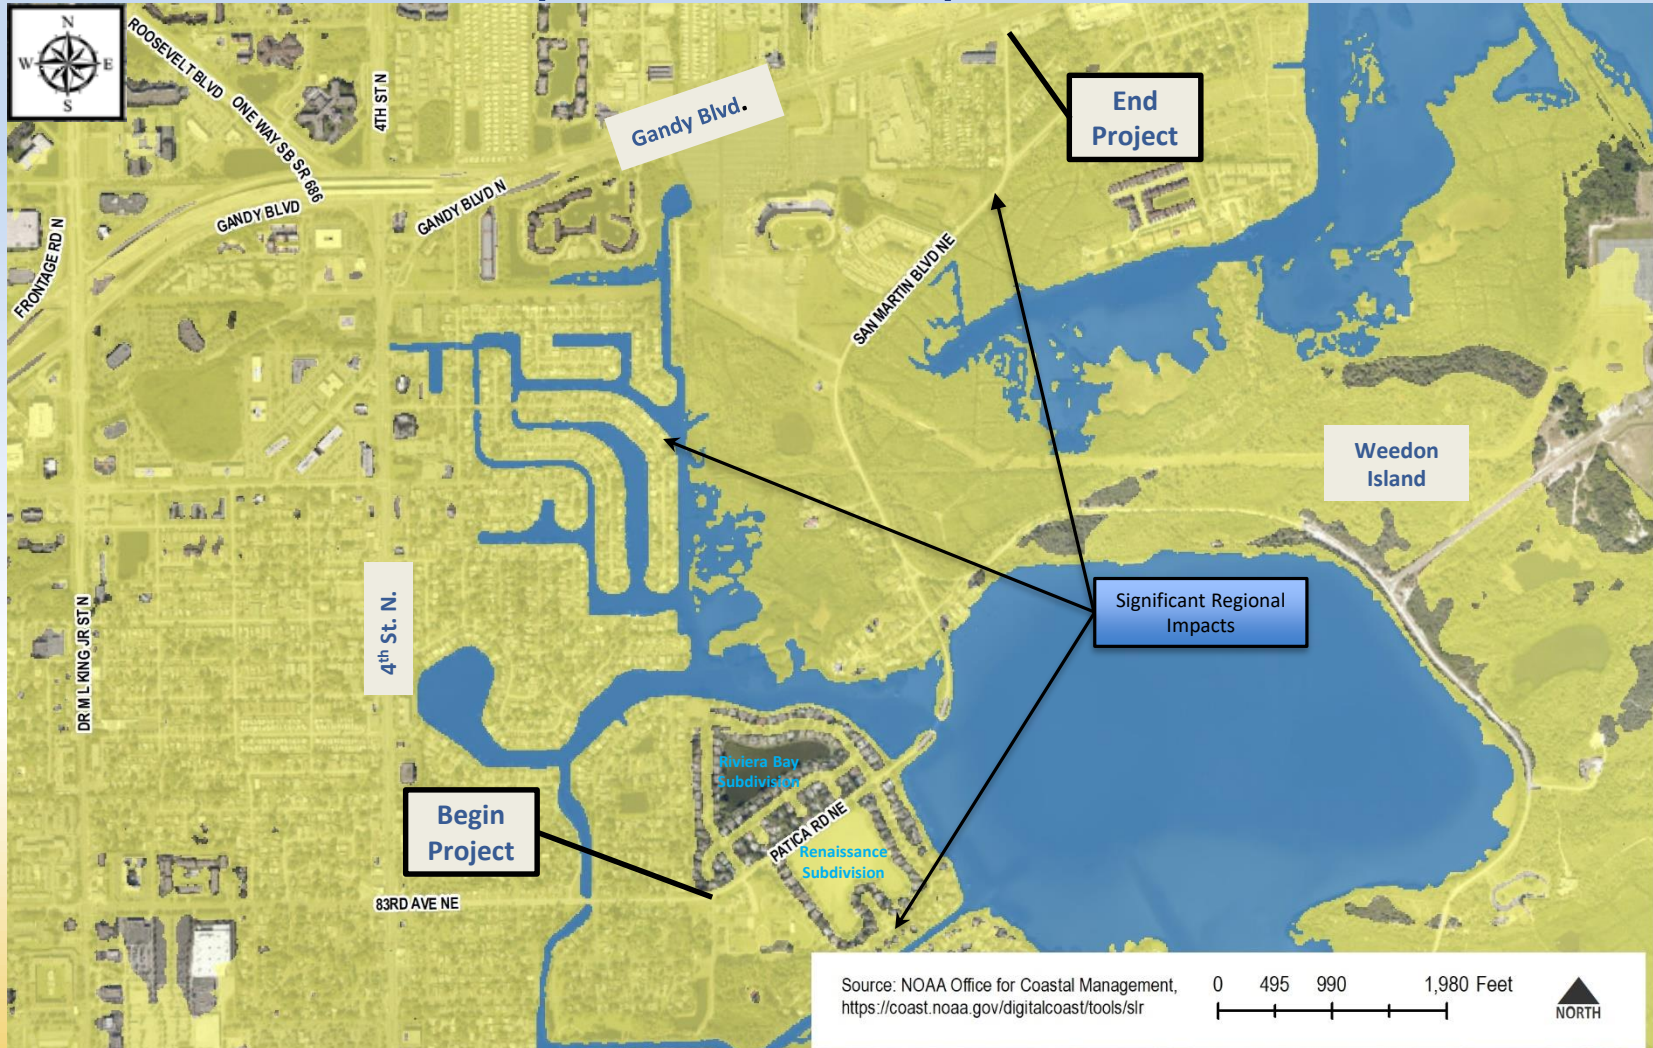 N
W E
S
ROOSEVELT BLVD ONE WAY SB SR 686
4TH ST N
Gandy Blvd.
End
Project
GANDY BLVD
GANDY BLVD N
FRONTAGE RD N
SAN MARTIN BLVD NE
Weedon
Island
4th St. N.
Significant Regional
Impacts
DR M L KING JR ST N
Riviera Bay
Subdivision
Begin
Project
PATICA RD NE
Renaissance
Subdivision
83RD AVE NE
Source: NOAA Office for Coastal Management,
https://coast.noaa.gov/digitalcoast/tools/slr
0 495 990 1,980 Feet
NORTH